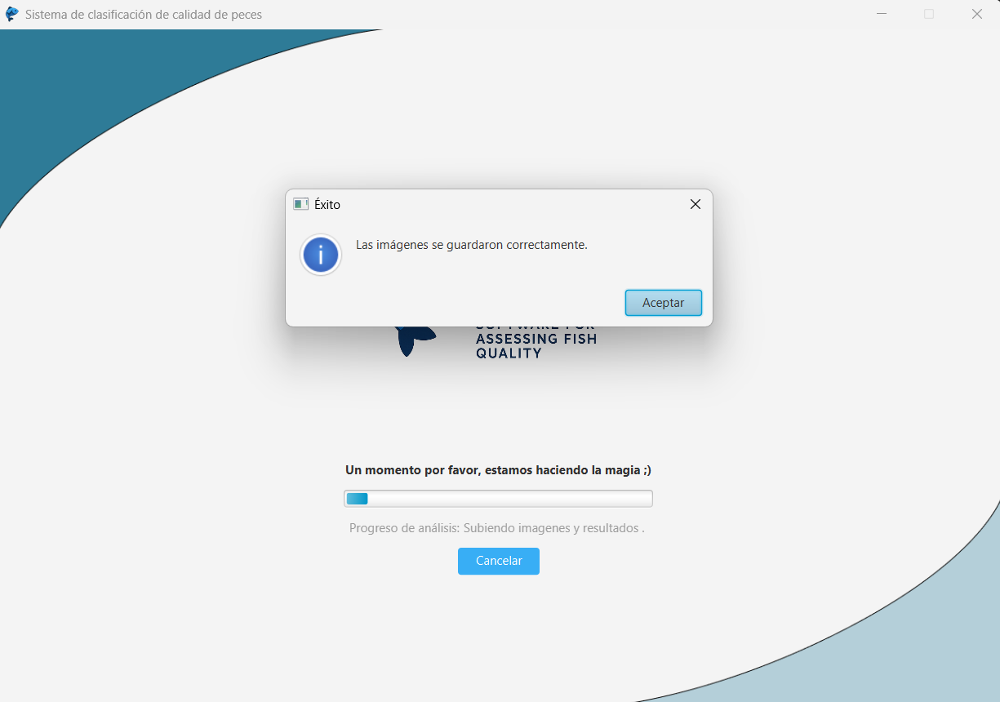 Sistema de clasificación de calidad de peces
Éxito
Las imágenes se guardaron correctamente.
Aceptar
SOFTWARE FOR
ASSESSING FISH
QUALITY
Un momento por favor, estamos haciendo la magia ;)
Progreso de análisis: Subiendo imagenes y resultados .
Cancelar